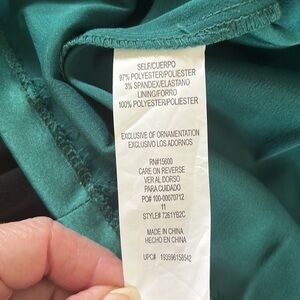 SELF/CUERPO
97% POLYESTER/POLIESTER
3% SPANDEX/ELASTANO
LINING/FORRO
100% POLYESTER/POLIESTER
EXCLUSIVE OF ORNAMENTATION
EXCLUSIVO LOS ADORNOS
RN#15600
CARE ON REVERSE
VER AL DORSO
PARA CUIDADO
PO# 100-00070712
11
STYLE# 7261YB2C
MADE IN CHINA
HECHO EN CHINA
UPC# 193596158542